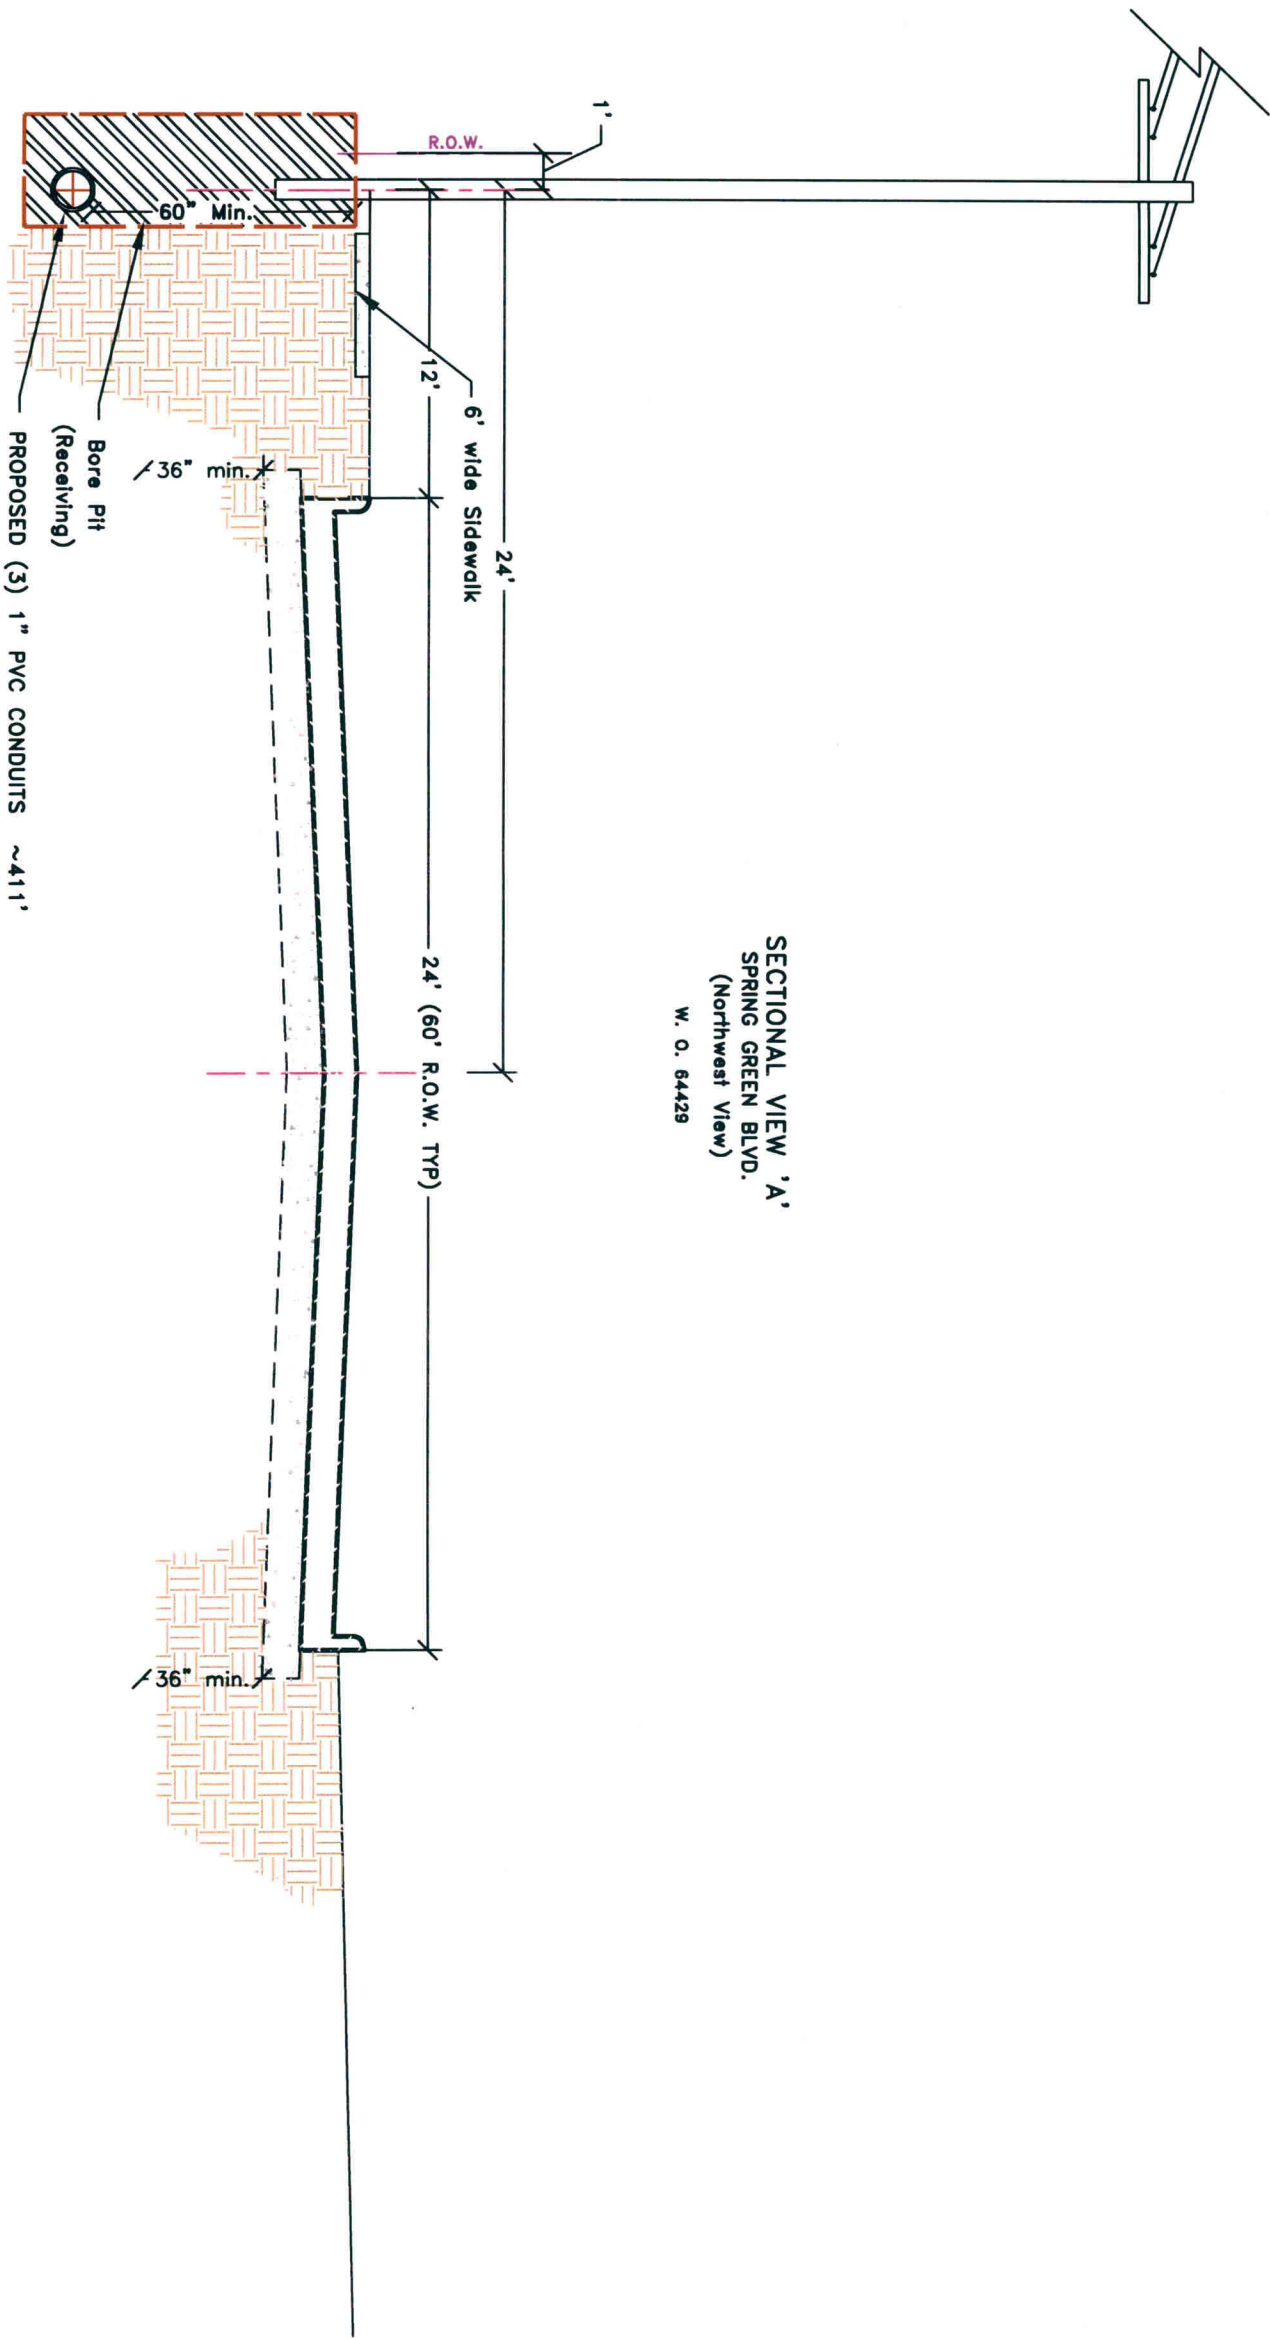 SECTIONAL VIEW 'A'
SPRING GREEN BLVD.
(Northwest View)
W. O. 64429
1'
R.O.W.
24'
6' wide Sidewalk
12'
24' (60' R.O.W. TYP)
60" Min.
36" min.
36" min.
Bore Pit
(Receiving)
PROPOSED (3) 1" PVC CONDUITS ~411'